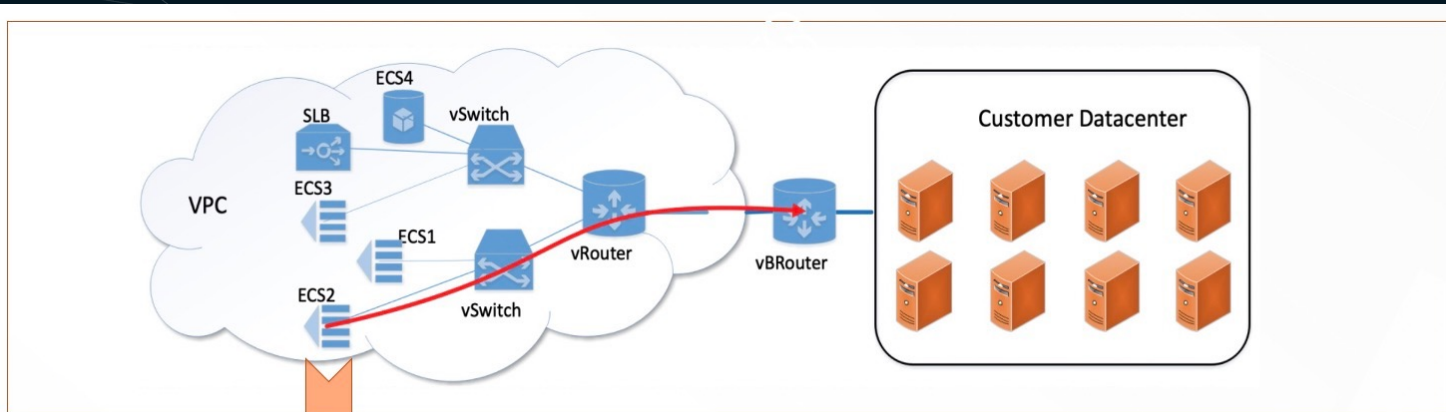 ECS4
SLB
vSwitch
Customer Datacenter
ECS3
VPC
ECS1
vRouter
vBRouter
ECS2
vSwitch